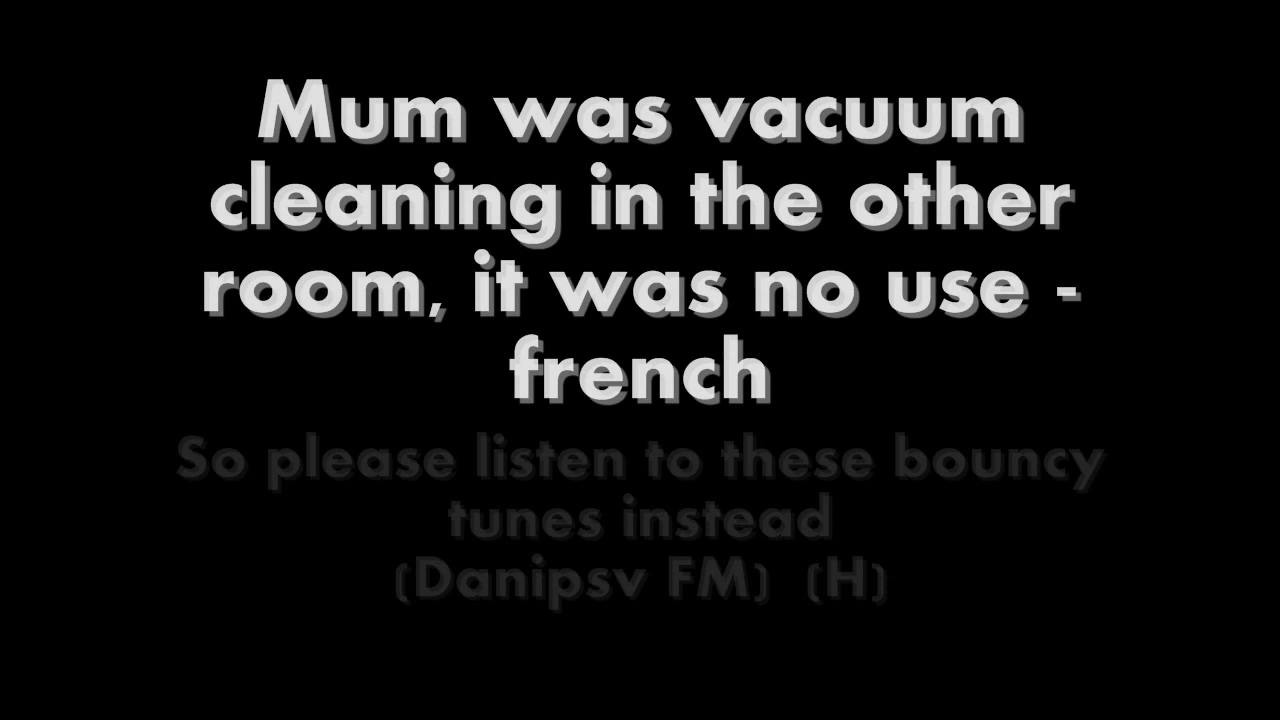 Mum was vacuum
cleaning in the other
room, it was no use -
french
So please listen to these bouncy
tunes instead
(Danipsv FM) (H)